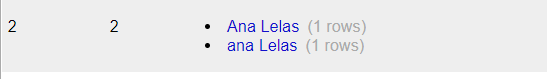 2 2 • Ana Lelas (1 rows)
• ana Lelas (1 rows)